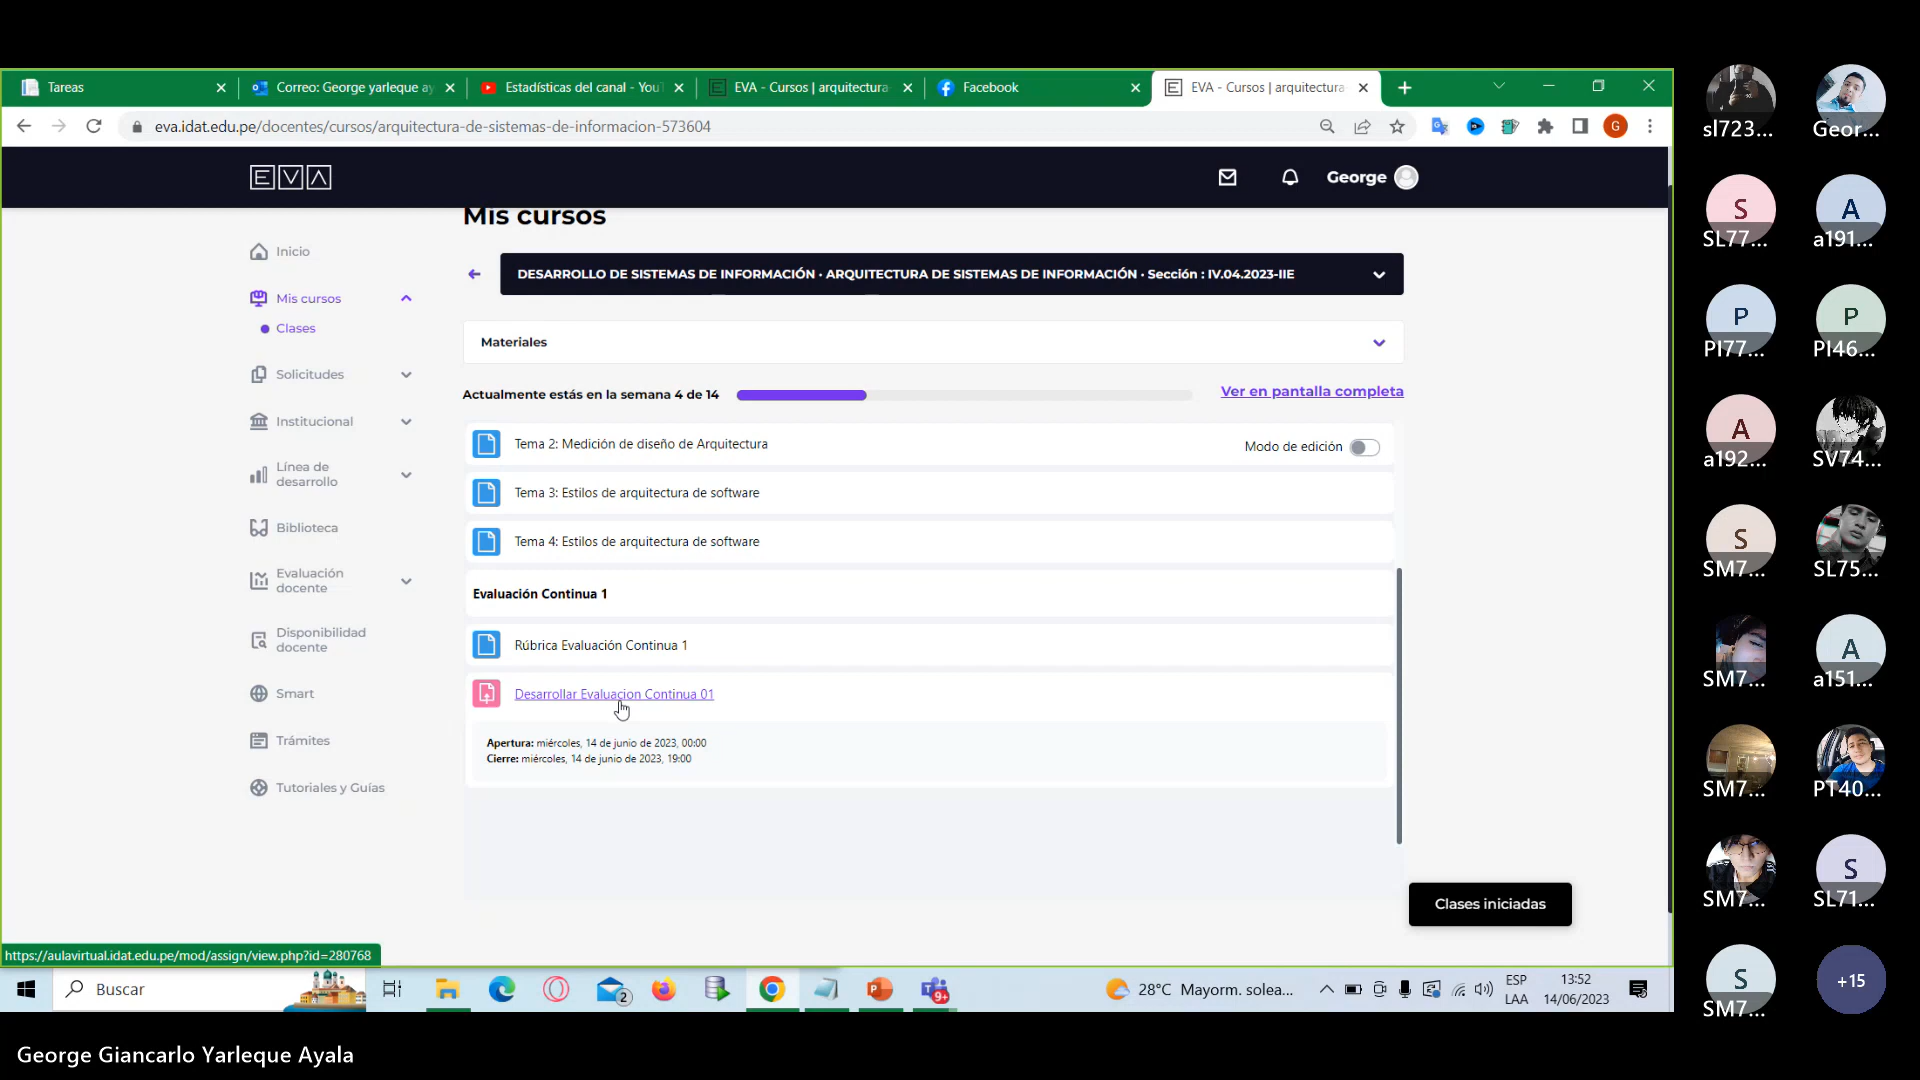 Tareas
Correo: George yarleque ay
Estadísticas del canal - YouT
EVA - Cursos | arquitectura-
Facebook
EVA - Cursos | arquitectura-
eva.idat.edu.pe/docentes/cursos/arquitectura-de-sistemas-de-informacion-573604
G
EVA
George
Mis cursos
Inicio
Mis cursos
Clases
Solicitudes
Institucional
Línea de
desarrollo
Biblioteca
Evaluación
docente
Disponibilidad
docente
Smart
Trámites
Tutoriales y Guías
DESARROLLO DE SISTEMAS DE INFORMACIÓN · ARQUITECTURA DE SISTEMAS DE INFORMACIÓN · Sección : IV.04.2023-IIE
Materiales
Actualmente estás en la semana 4 de 14
Ver en pantalla completa
Tema 2: Medición de diseño de Arquitectura
Modo de edición
Tema 3: Estilos de arquitectura de software
Tema 4: Estilos de arquitectura de software
Evaluación Continua 1
Rúbrica Evaluación Continua 1
Desarrollar Evaluacion Continua 01
Apertura: miércoles, 14 de junio de 2023, 00:00
Cierre: miércoles, 14 de junio de 2023, 19:00
Clases iniciadas
https://aulavirtual.idat.edu.pe/mod/assign/view.php?id=280768
Buscar
2
9+
28°C Mayorm. solea...
ESP
LAA
13:52
14/06/2023
sl723...
Geor...
S
SL77...
A
a191...
P
PI77...
P
PI46...
A
a192...
SV74...
S
SM7...
SL75...
SM7...
A
a151...
SM7...
PT40...
SM7...
S
SL71...
S
SM7...
+15
George Giancarlo Yarleque Ayala